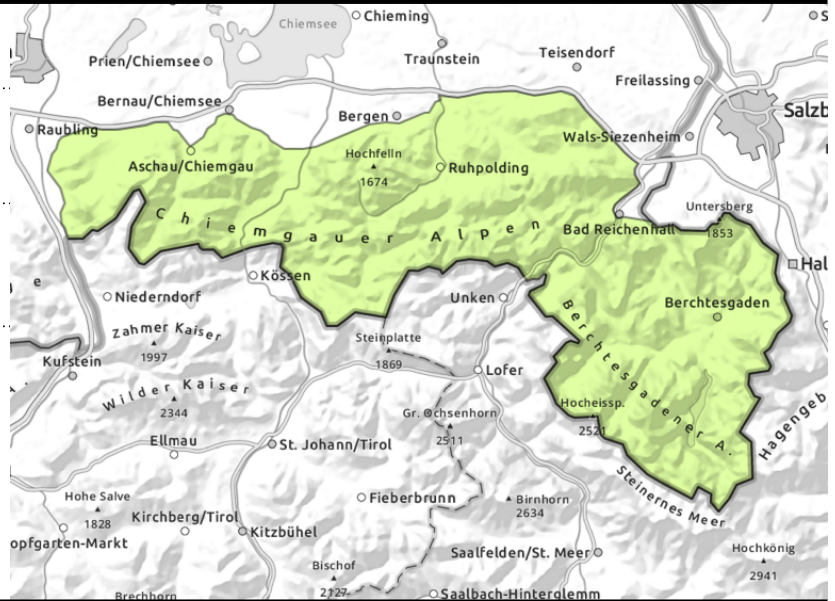 Chiemsee
Chieming
S
Prien/Chiemsee
Traunstein
Teisendorf
Freilassing
Bernau/Chiemsee
Bergen
Salzb
Raubling
Wals-Siezenheim
Hochfelln
1674
Aschau/Chiemgau
Ruhpolding
Untersberg
1853
Chiemgauer Alpen
Bad Reichenhall
Hal
e
Kössen
Niederndorf
Unken
Berchtesgaden
Zahmer Kaiser
1997
Steinplatte
1869
Kufstein
Lofer
Berchtesgadener A.
Wilder Kaiser
2344
Hocheissp.
2521
Gr. Ochsenhorn
2511
Hagengeb
Ellmau
St. Johann/Tirol
Steinernes Meer
Hohe Salve
1828
Fieberbrunn
Birnhorn
2634
Kirchberg/Tirol
Kitzbühel
opfgarten-Markt
Saalfelden/St. Meer
Hochkönig
2941
Bischof
2127
Brechhorn
Saalbach-Hinterglemm